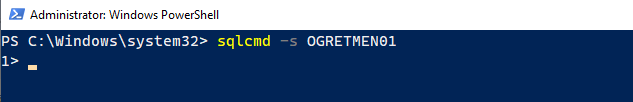 Administrator: Windows PowerShell
PS C:\Windows\system32> sqlcmd -s OGRETMEN01
1>